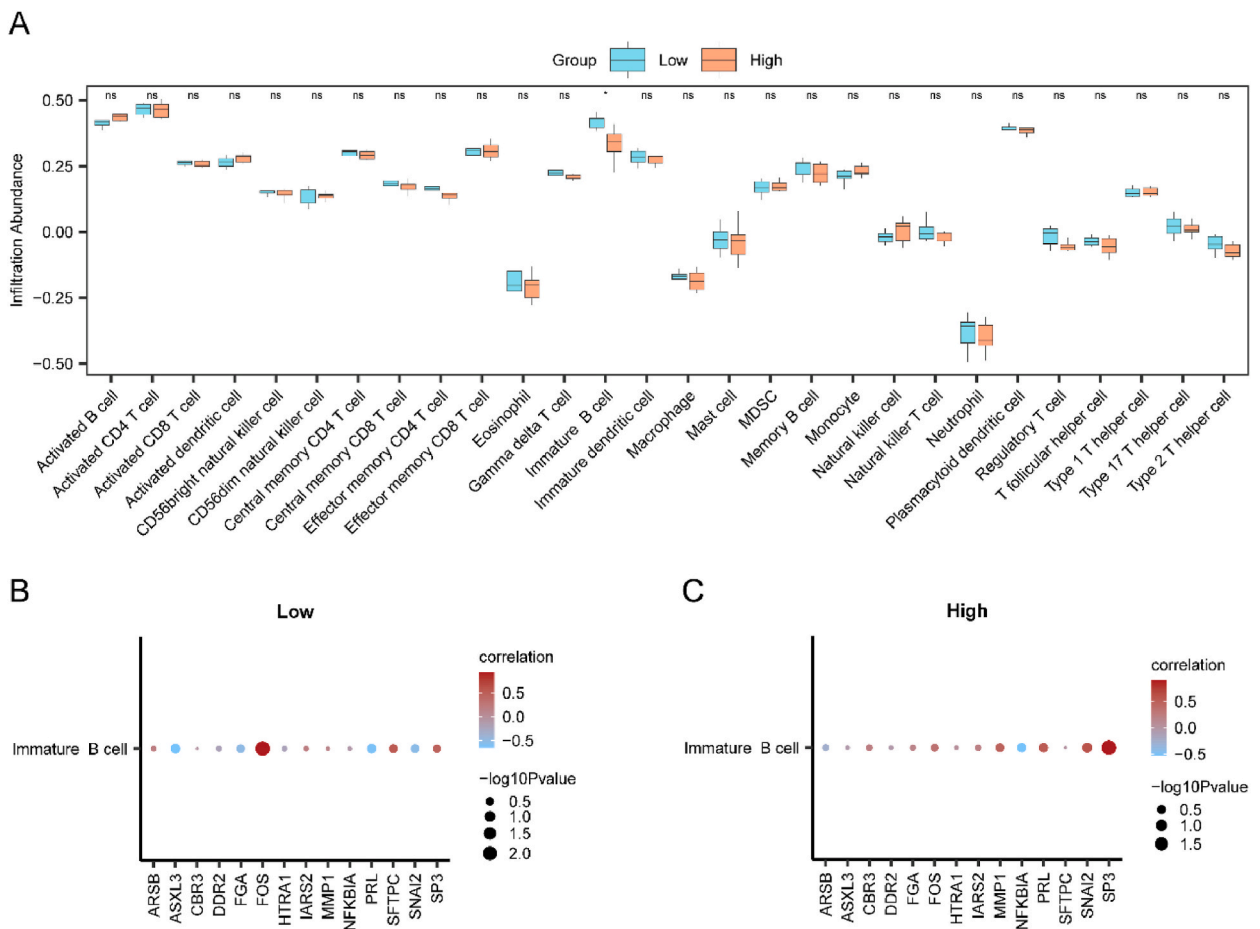 A
Group Low High
ns ns ns ns ns ns ns ns ns ns ns ns * ns ns ns ns ns ns ns ns ns ns ns ns ns ns ns
Infiltration Abundance
0.50
0.25
0.00
−0.25
−0.50
Activated B cell
Activated CD4 T cell
Activated CD8 T cell
Activated dendritic cell
CD56bright natural killer cell
CD56dim natural killer cell
Central memory CD4 T cell
Central memory CD8 T cell
Effector memory CD4 T cell
Effector memory CD8 T cell
Eosinophil
Gamma delta T cell
Immature B cell
Immature dendritic cell
Macrophage
Mast cell
MDSC
Memory B cell
Monocyte
Natural killer cell
Natural killer T cell
Neutrophil
Plasmacytoid dendritic cell
Regulatory T cell
T follicular helper cell
Type 1 T helper cell
Type 17 T helper cell
Type 2 T helper cell
B
Low
Immature B cell
ARSB
ASXL3
CBR3
DDR2
FGA
FOS
HTRA1
IARS2
MMP1
NFKBIA
PRL
SFTPC
SNAI2
SP3
correlation
0.5
0.0
−0.5
−log10Pvalue
0.5
1.0
1.5
2.0
C
High
Immature B cell
ARSB
ASXL3
CBR3
DDR2
FGA
FOS
HTRA1
IARS2
MMP1
NFKBIA
PRL
SFTPC
SNAI2
SP3
correlation
0.5
0.0
−0.5
−log10Pvalue
0.5
1.0
1.5